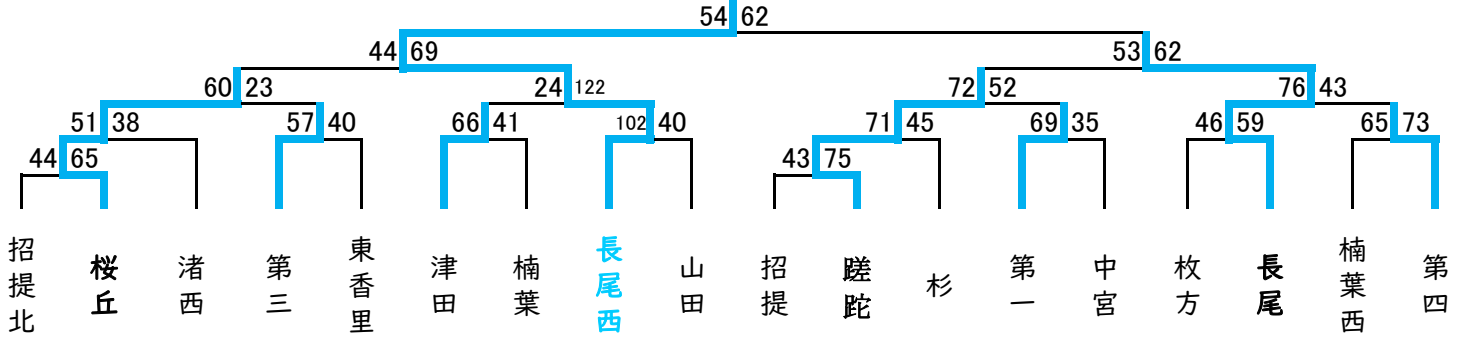 54 62
44 69 53 62
60 23 24 122 72 52 76 43
51 38 57 40 66 41 102 40 71 45 69 35 46 59 65 73
44 65 43 75
招提北
桜丘
渚西
第三
東香里
津田
楠葉
長尾西
山田
招提
蹉跎
杉
第一
中宮
枚方
長尾
楠葉西
第四